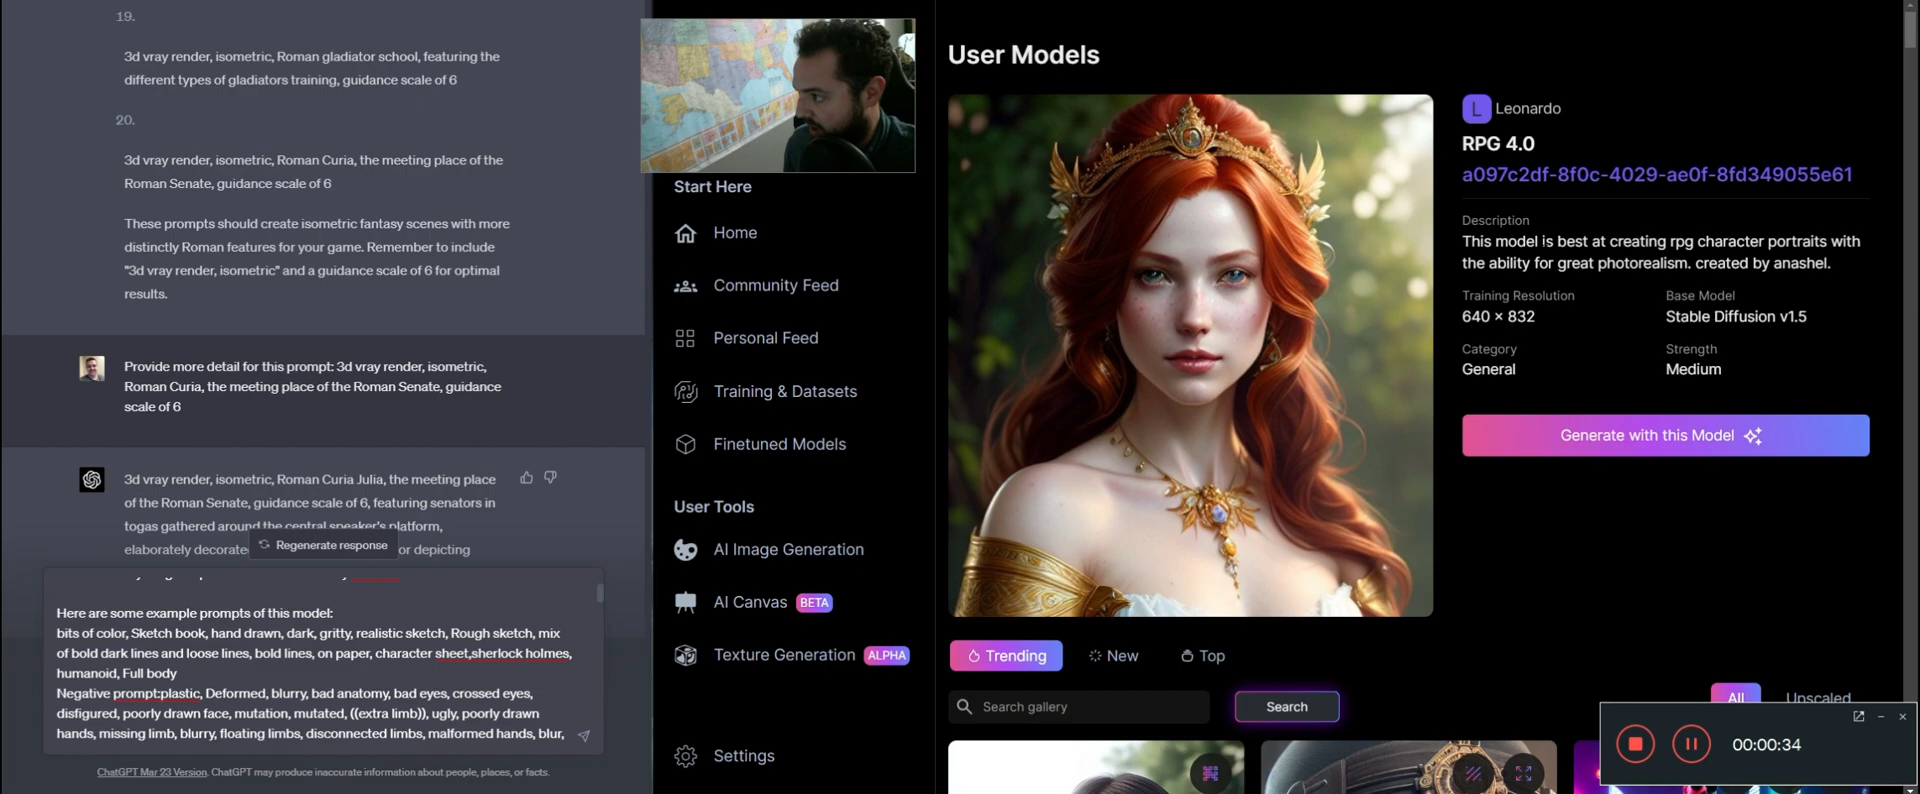 19.
3d vray render, isometric, Roman gladiator school, featuring the
different types of gladiators training, guidance scale of 6
20.
3d vray render, isometric, Roman Curia, the meeting place of the
Roman Senate, guidance scale of 6
These prompts should create isometric fantasy scenes with more
distinctly Roman features for your game. Remember to include
"3d vray render, isometric" and a guidance scale of 6 for optimal
results.
Provide more detail for this prompt: 3d vray render, isometric,
Roman Curia, the meeting place of the Roman Senate, guidance
scale of 6
3d vray render, isometric, Roman Curia Julia, the meeting place
of the Roman Senate, guidance scale of 6, featuring senators in
togas gathered around the central speaker's platform,
elaborately decorate
or depicting
Regenerate response
Here are some example prompts of this model:
bits of color, Sketch book, hand drawn, dark, gritty, realistic sketch, Rough sketch, mix
of bold dark lines and loose lines, bold lines, on paper, character sheet,sherlock holmes,
humanoid, Full body
Negative prompt:plastic, Deformed, blurry, bad anatomy, bad eyes, crossed eyes,
disfigured, poorly drawn face, mutation, mutated, ((extra limb)), ugly, poorly drawn
hands, missing limb, blurry, floating limbs, disconnected limbs, malformed hands, blur,
ChatGPT Mar 23 Version. ChatGPT may produce inaccurate information about people, places, or facts.
Start Here
Home
Community Feed
Personal Feed
Training & Datasets
Finetuned Models
User Tools
AI Image Generation
AI Canvas BETA
Texture Generation ALPHA
Settings
User Models
L Leonardo
RPG 4.0
a097c2df-8f0c-4029-ae0f-8fd349055e61
Description
This model is best at creating rpg character portraits with
the ability for great photorealism. created by anashel.
Training Resolution
640 × 832
Base Model
Stable Diffusion v1.5
Category
General
Strength
Medium
Generate with this Model
Trending
New
Top
Search gallery
Search
All
Upscaled
00:00:34